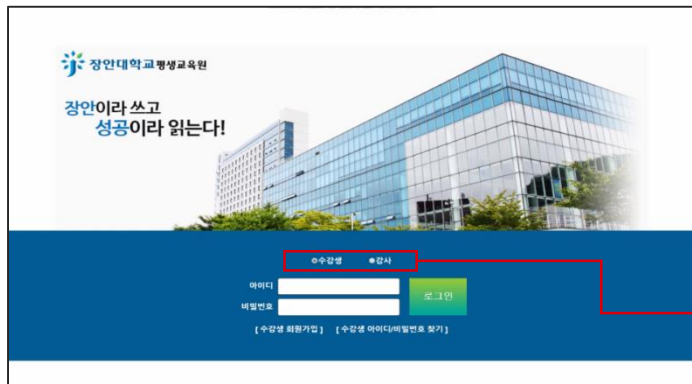 장안대학교평생교육원
장안이라 쓰고
성공이라 읽는다!
수강생 강사
아이디
로그인
비밀번호
[ 수강생 회원가입 ] [ 수강생 아이디/비밀번호 찾기 ]